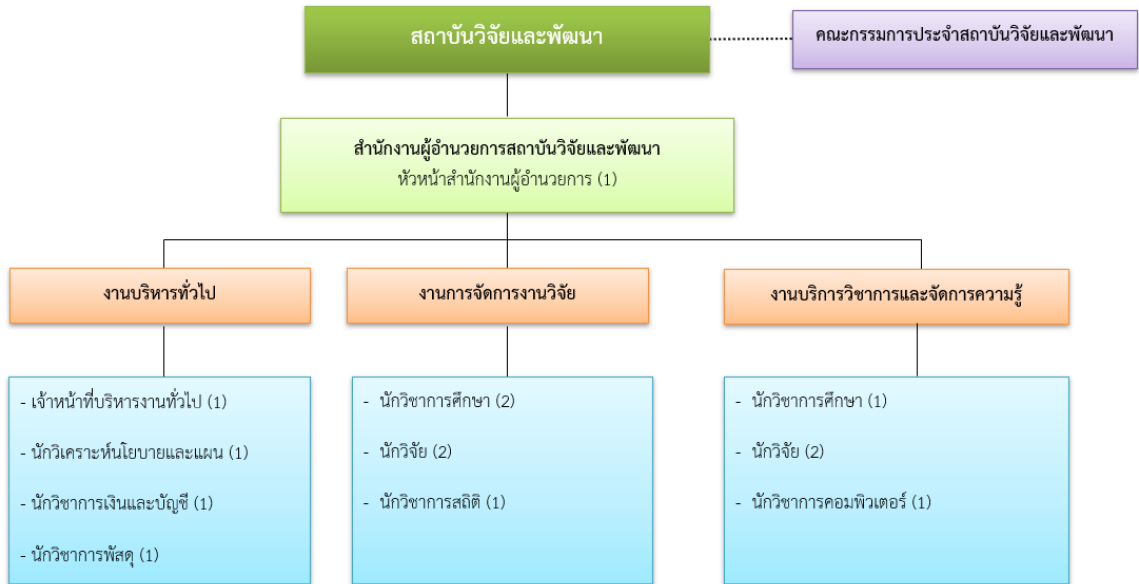 สถาบันวิจัยและพัฒนา
คณะกรรมการประจำสถาบันวิจัยและพัฒนา
สำนักงานผู้อำนวยการสถาบันวิจัยและพัฒนา
หัวหน้าสำนักงานผู้อำนวยการ (1)
งานบริหารทั่วไป
งานการจัดการงานวิจัย
งานบริการวิชาการและจัดการความรู้
- เจ้าหน้าที่บริหารงานทั่วไป (1)
- นักวิเคราะห์นโยบายและแผน (1)
- นักวิชาการเงินและบัญชี (1)
- นักวิชาการพัสดุ (1)
- นักวิชาการศึกษา (2)
- นักวิจัย (2)
- นักวิชาการสถิติ (1)
- นักวิชาการศึกษา (1)
- นักวิจัย (2)
- นักวิชาการคอมพิวเตอร์ (1)